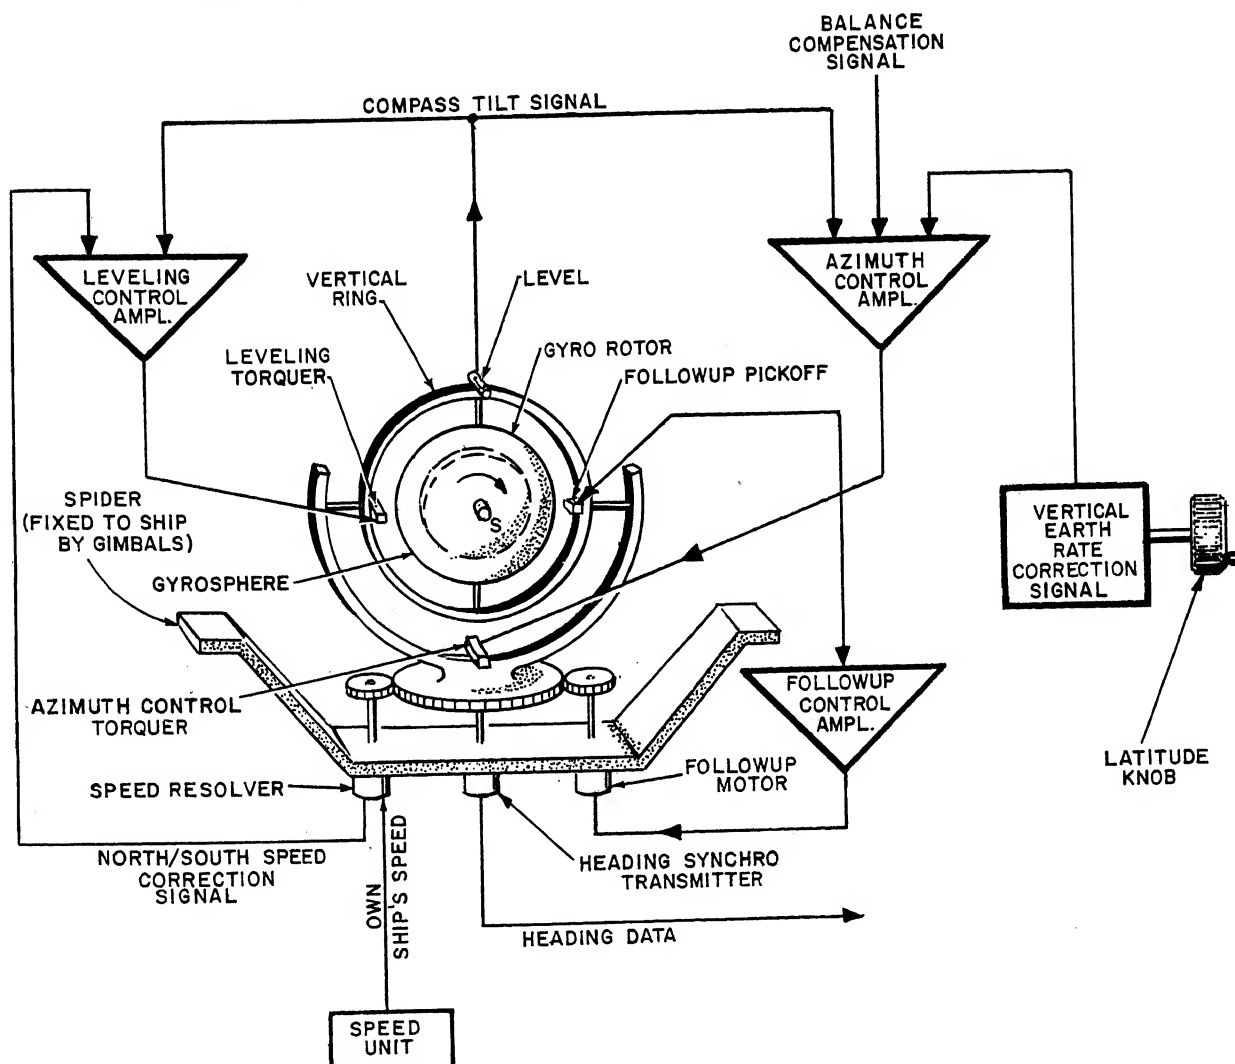 BALANCE
COMPENSATION
SIGNAL
COMPASS TILT SIGNAL
LEVELING
CONTROL
AMPL.
VERTICAL
RING
LEVEL
AZIMUTH
CONTROL
AMPL.
LEVELING
TORQUER
GYRO ROTOR
FOLLOWUP PICKOFF
SPIDER
(FIXED TO SHIP
BY GIMBALS)
S
GYROSPHERE
VERTICAL
EARTH
RATE
CORRECTION
SIGNAL
AZIMUTH CONTROL
TORQUER
FOLLOWUP
CONTROL
AMPL.
LATITUDE
KNOB
SPEED RESOLVER
FOLLOWUP
MOTOR
NORTH/SOUTH SPEED
CORRECTION
SIGNAL
OWN
SHIP'S SPEED
HEADING SYNCHRO
TRANSMITTER
HEADING DATA
SPEED
UNIT